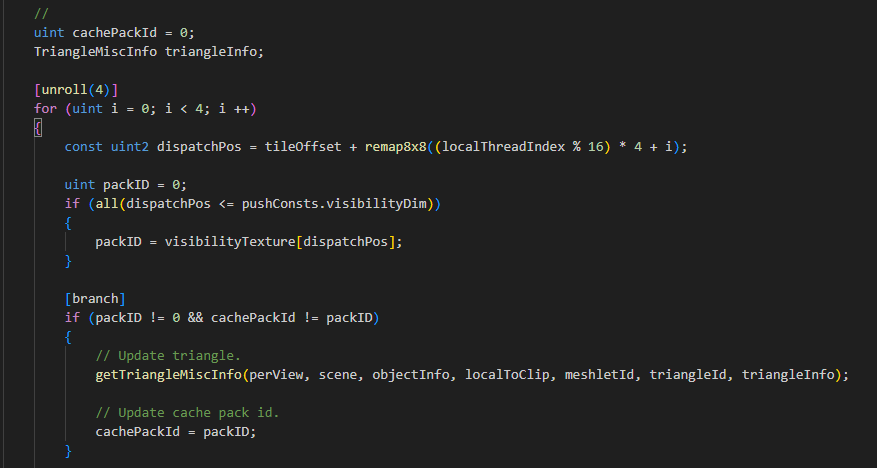 //
uint cachePackId = 0;
TriangleMiscInfo triangleInfo;
[unroll(4)]
for (uint i = 0; i < 4; i ++)
{
const uint2 dispatchPos = tileOffset + remap8x8((localThreadIndex % 16) * 4 + i);
uint packID = 0;
if (all(dispatchPos <= pushConsts.visibilityDim))
{
packID = visibilityTexture[dispatchPos];
}
[branch]
if (packID != 0 && cachePackId != packID)
{
// Update triangle.
getTriangleMiscInfo(perView, scene, objectInfo, localToClip, meshletId, triangleId, triangleInfo);
// Update cache pack id.
cachePackId = packID;
}